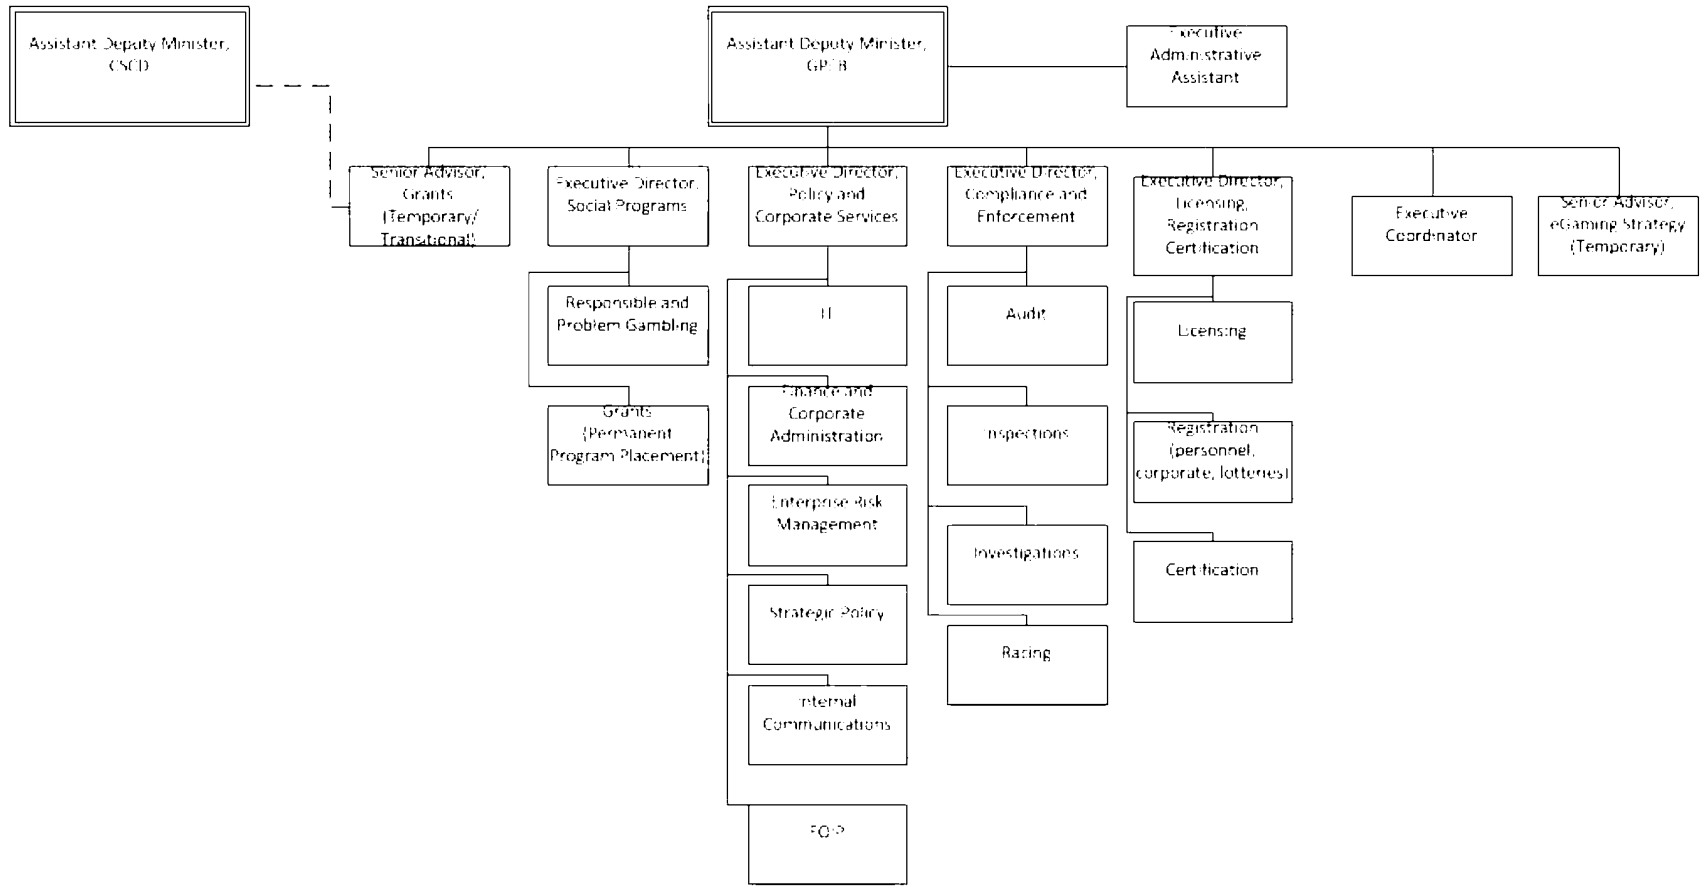 Assistant Deputy Minister,
CSCD
Assistant Deputy Minister,
GPEB
Executive
Administrative
Assistant
Senior Advisor,
Grants
(Temporary/
Transitional)
Executive Director,
Social Programs
Executive Director,
Policy and
Corporate Services
Executive Director,
Compliance and
Enforcement
Executive Director,
Licensing,
Registration
Certification
Executive
Coordinator
Senior Advisor,
eGaming Strategy
(Temporary)
Responsible and
Problem Gambling
Grants
(Permanent
Program Placement)
IT
Finance and
Corporate
Administration
Enterprise Risk
Management
Strategic Policy
Internal
Communications
FOIP
Audit
Inspections
Investigations
Racing
Licensing
Registration
(personnel,
corporate, lotteries)
Certification